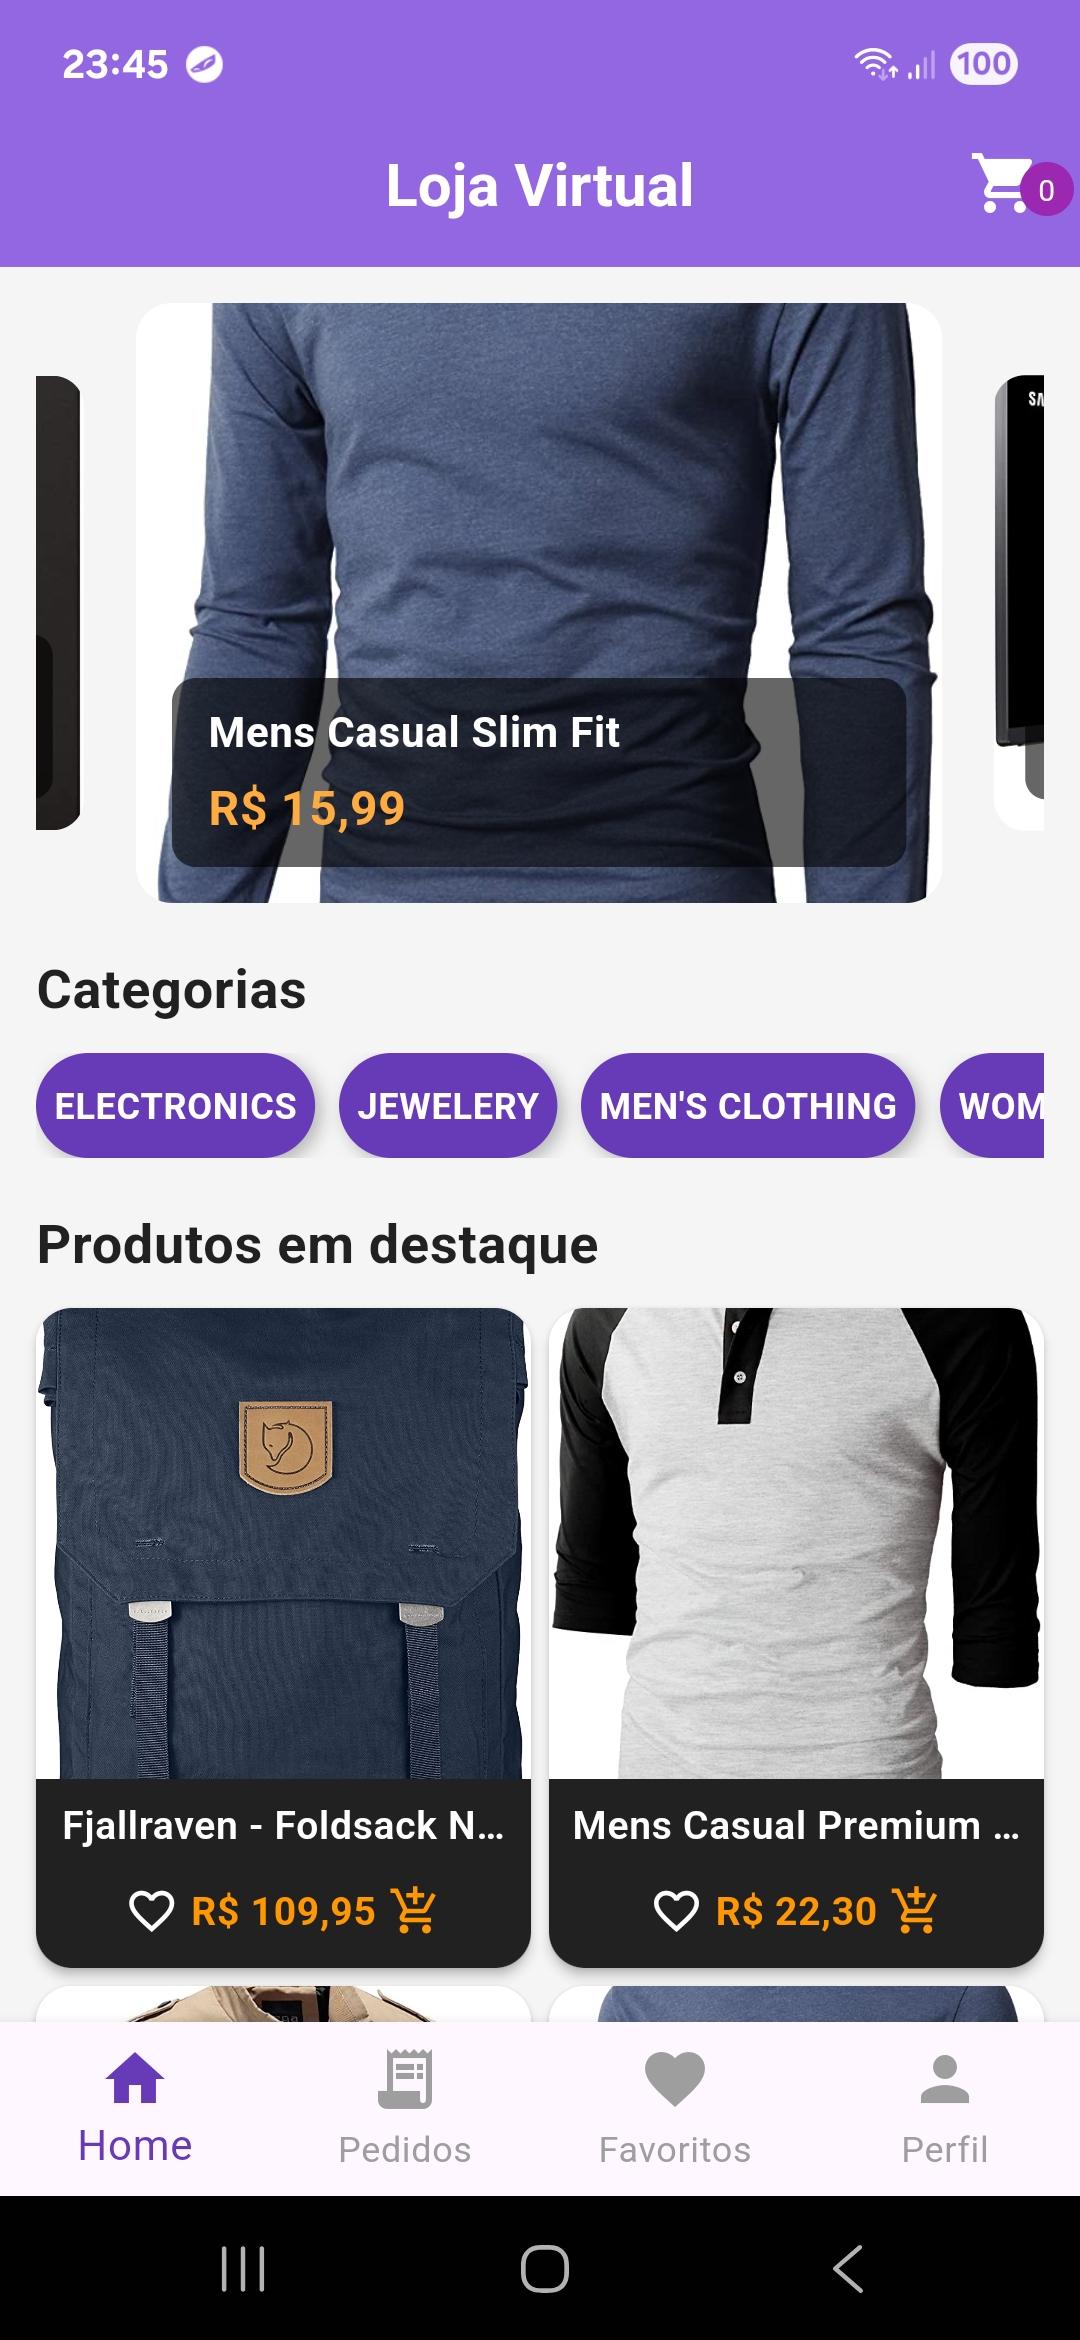 23:45
100
Loja Virtual
0
Mens Casual Slim Fit
R$ 15,99
Categorias
ELECTRONICS
JEWELERY
MEN'S CLOTHING
WOM
Produtos em destaque
Fjallraven - Foldsack N...
Mens Casual Premium ...
R$ 109,95
R$ 22,30
Home
Pedidos
Favoritos
Perfil